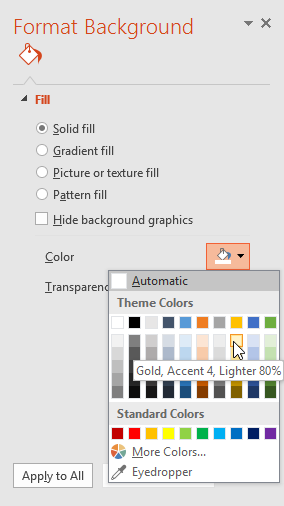 Format Background
Fill
Solid fill
Gradient fill
Picture or texture fill
Pattern fill
Hide background graphics
Color
Automatic
Transparenc
Theme Colors
Gold, Accent 4, Lighter 80%
Standard Colors
More Colors...
Eyedropper
Apply to All